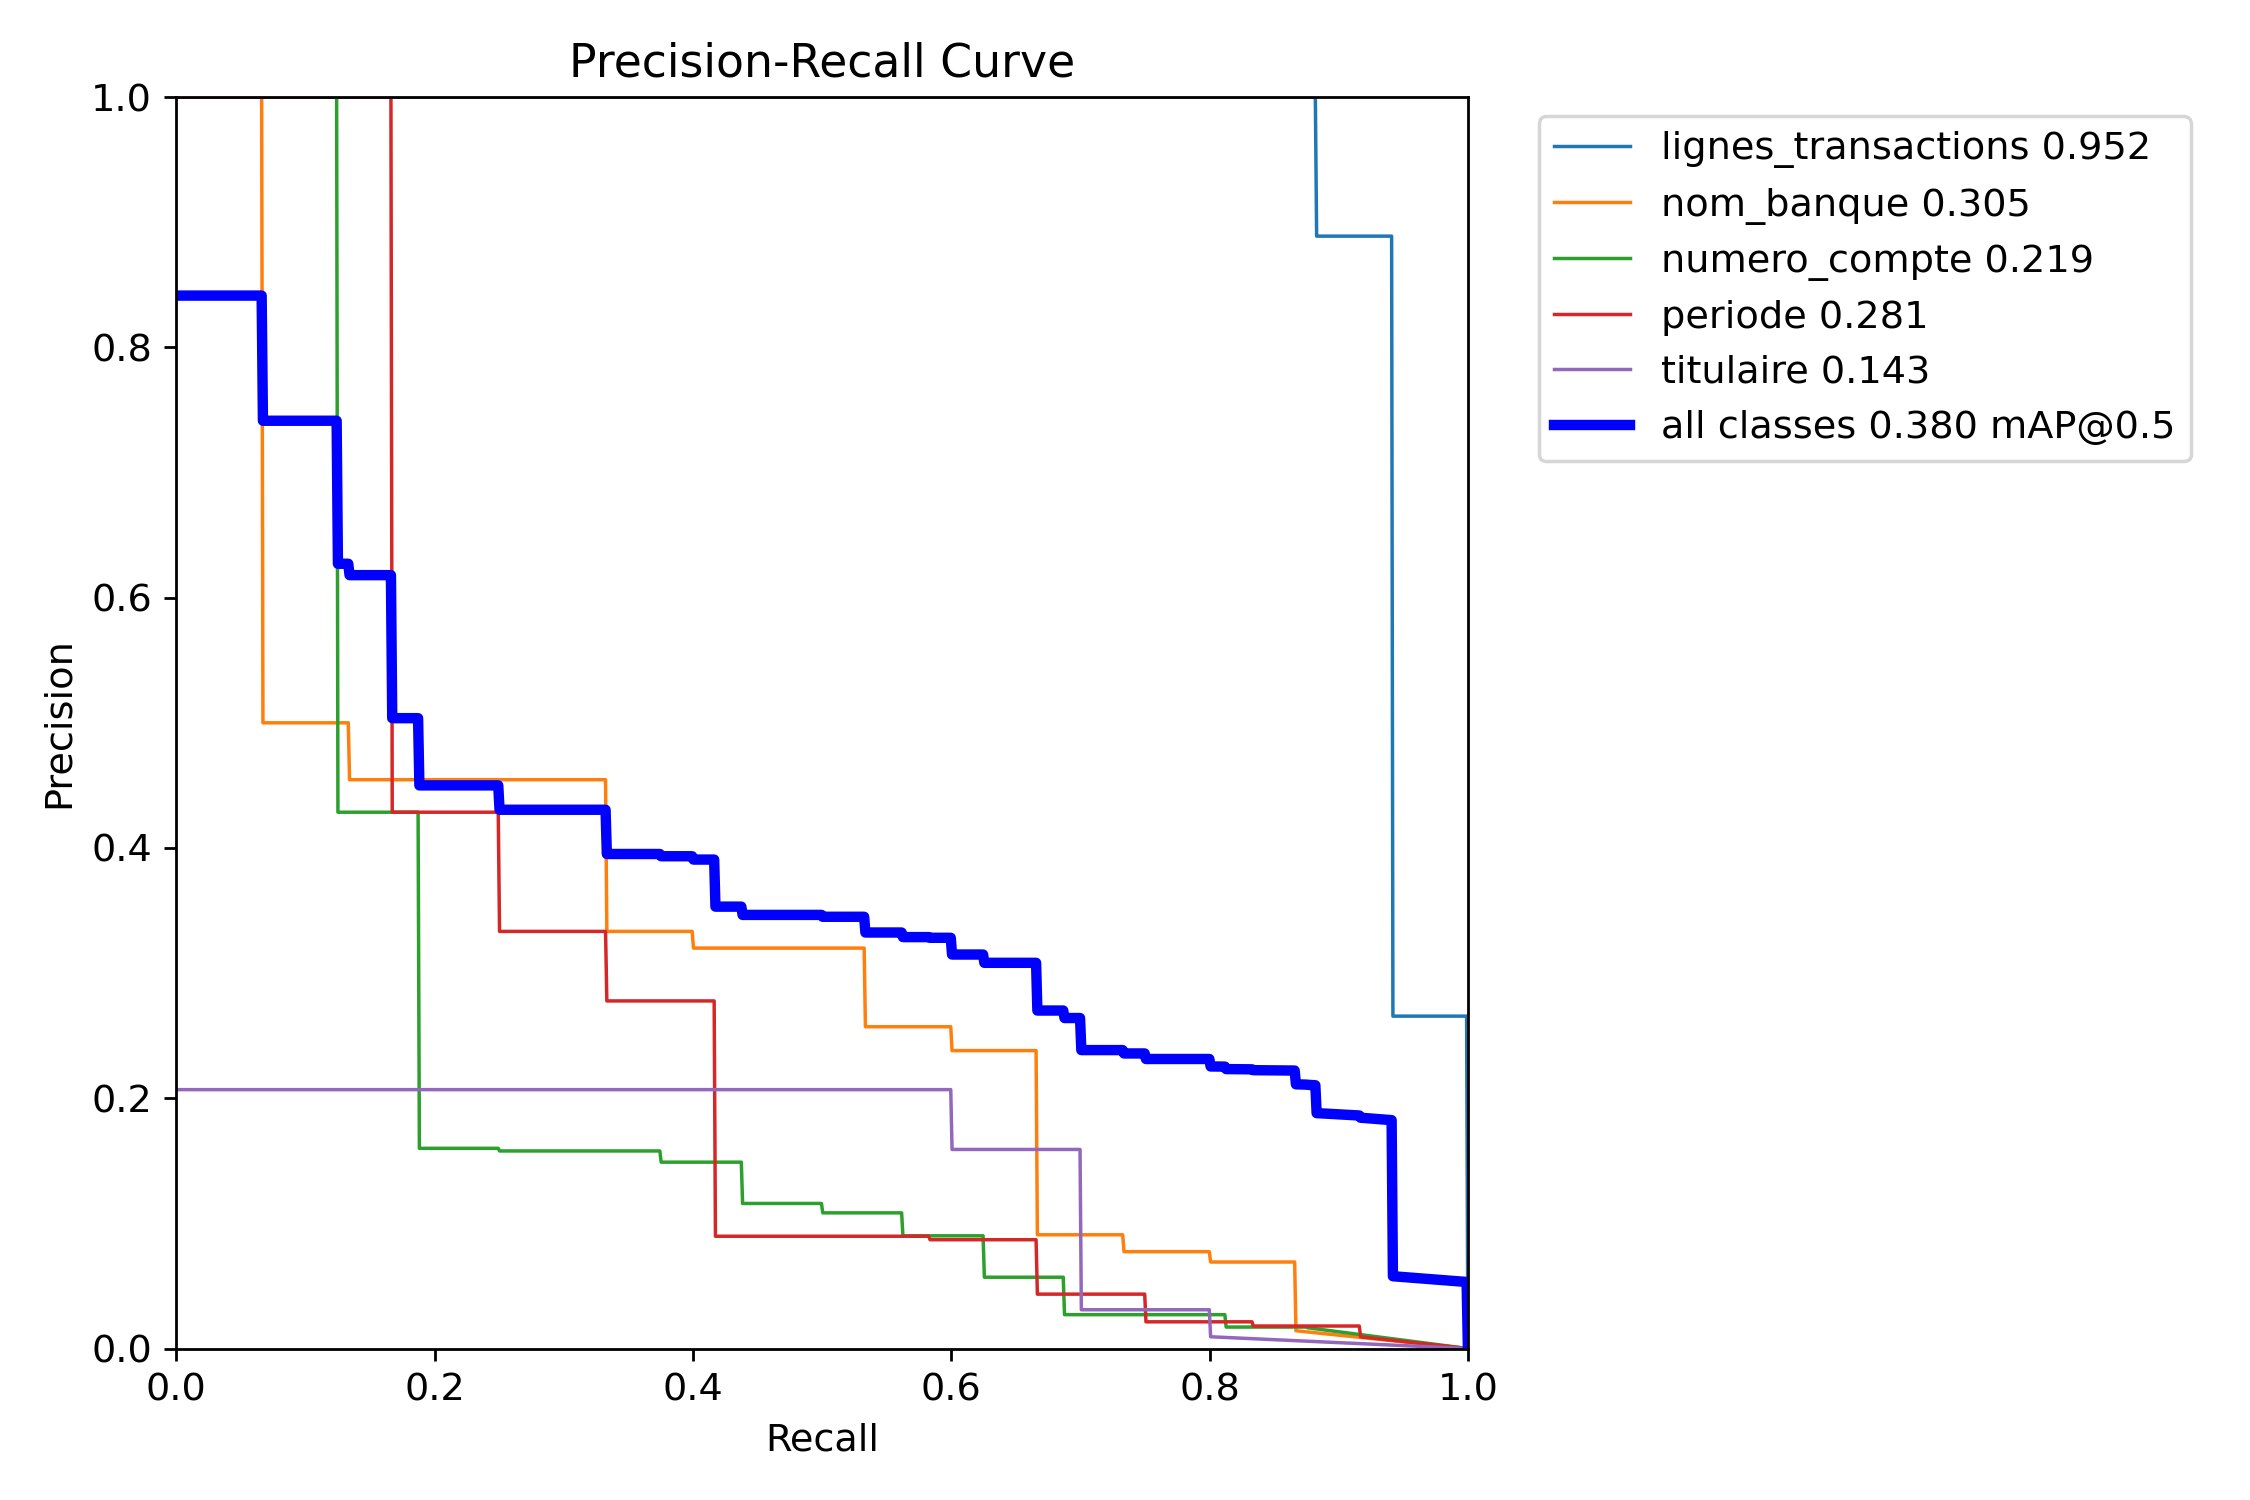 Precision-Recall Curve
1.0
0.8
0.6
0.4
0.2
0.0
Precision
0.0 0.2 0.4 0.6 0.8 1.0
Recall
lignes_transactions 0.952
nom_banque 0.305
numero_compte 0.219
periode 0.281
titulaire 0.143
all classes 0.380 mAP@0.5